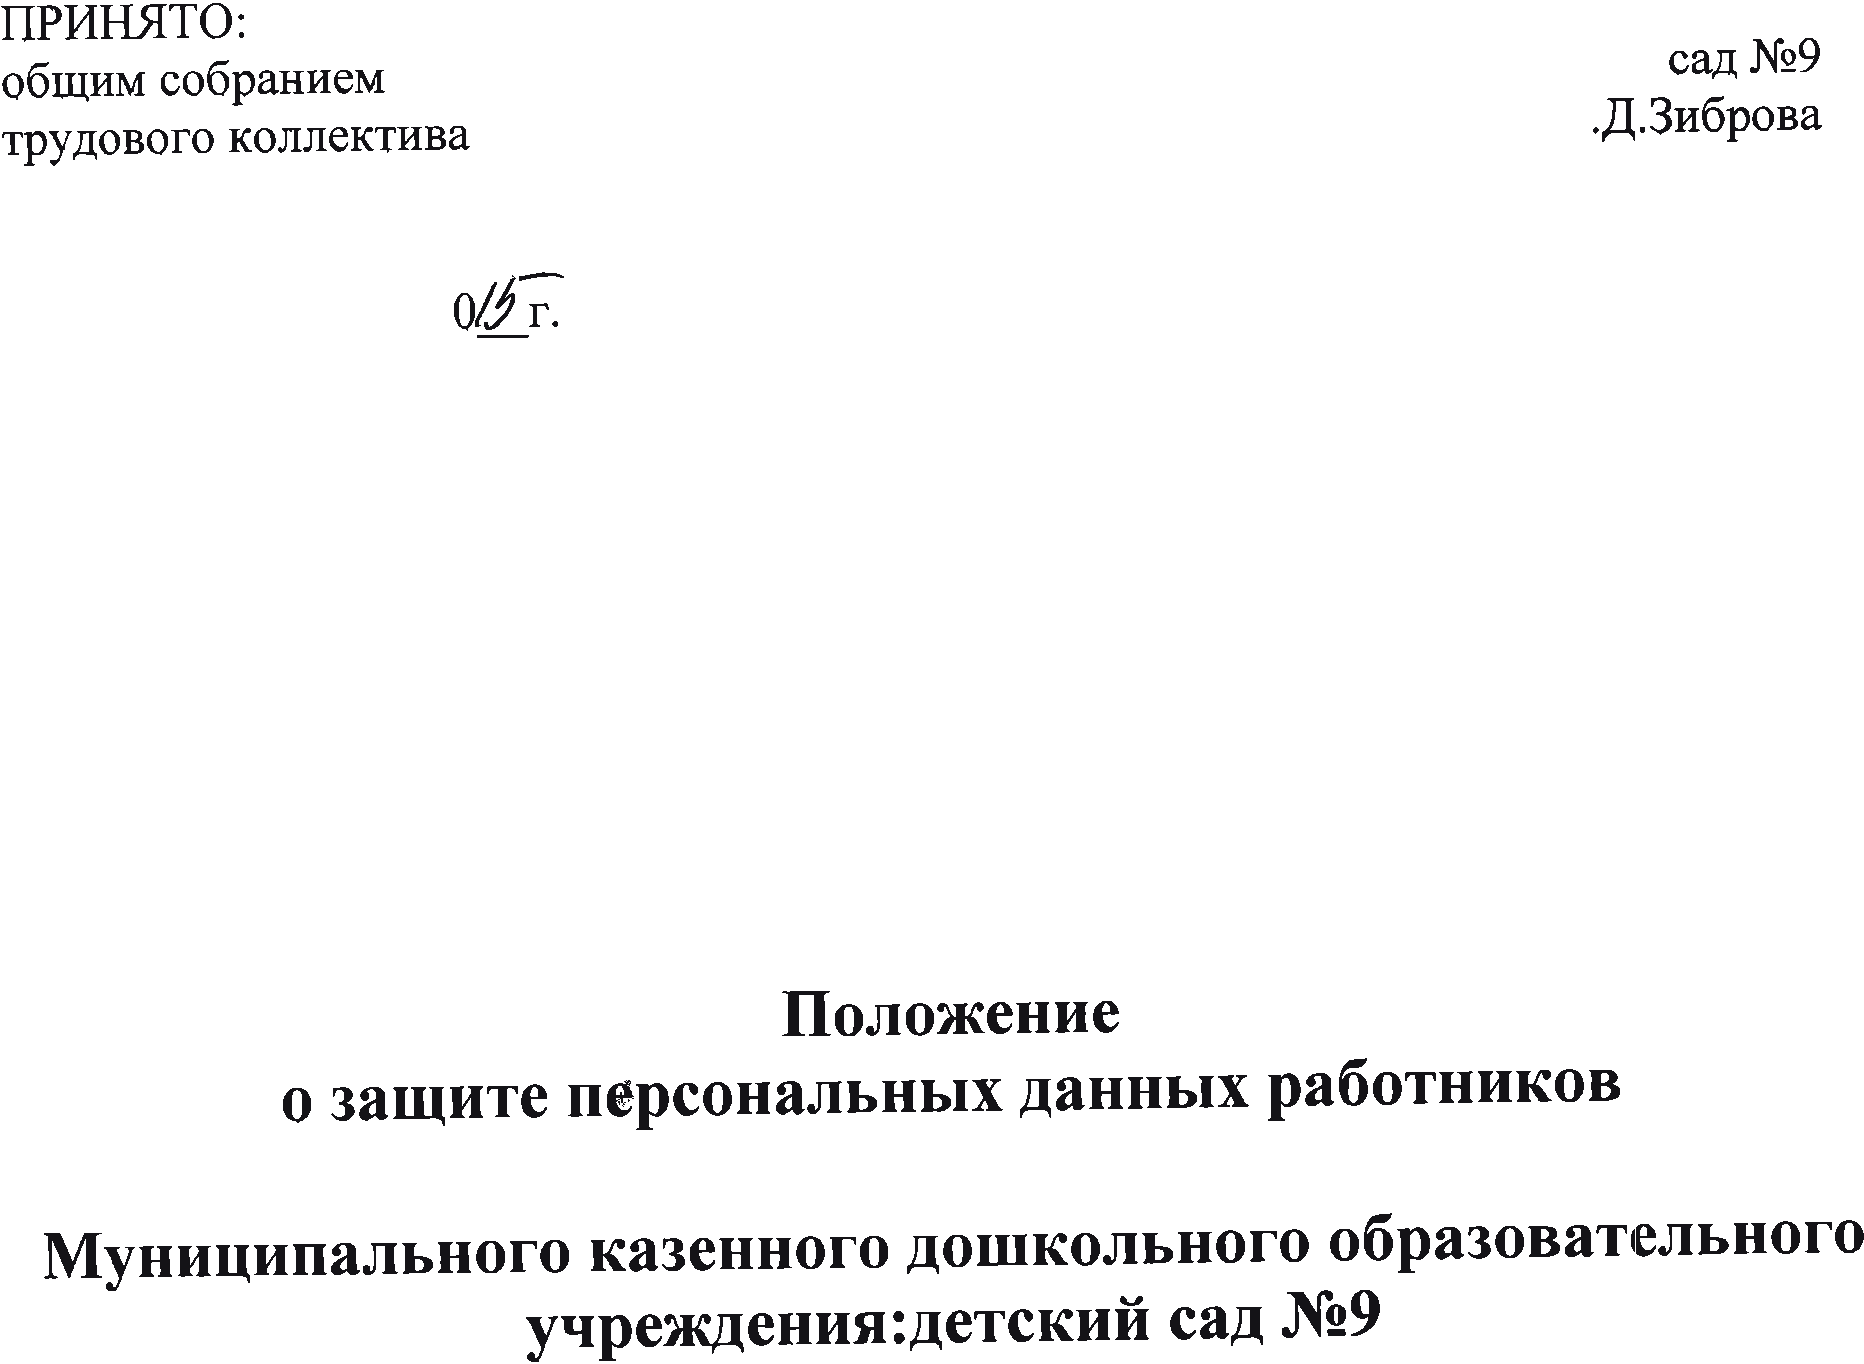 ПРИНЯТО:
общим собранием
трудового коллектива
сад №9
.Д.Зиброва
015 г.
Положение
о защите персональных данных работников
Муниципального казенного дошкольного образовательного
учреждения:детский сад №9